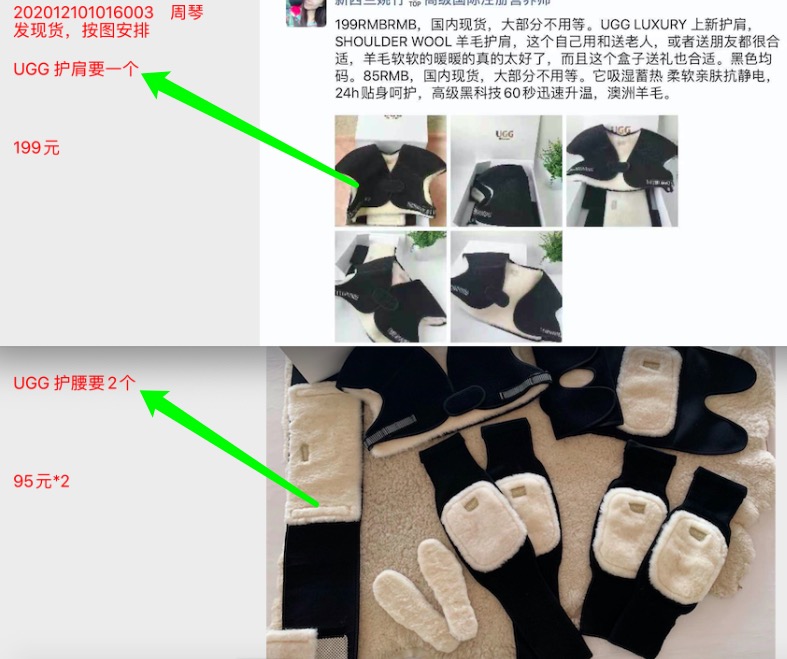 202012101016003 周琴
发现货，按图安排
UGG 护肩要一个
199元
TOP 高级国际注册营养师
199RMBRMB，国内现货，大部分不用等。UGG LUXURY 上新护肩，
SHOULDER WOOL 羊毛护肩，这个自己用和送老人，或者送朋友都很合
适，羊毛软软的暖暖的真的太好了，而且这个盒子送礼也合适。黑色均
码。85RMB，国内现货，大部分不用等。它吸湿蓄热 柔软亲肤抗静电，
24h贴身呵护，高级黑科技60秒迅速升温，澳洲羊毛。
UGG
UGG
UGG 护腰要2个
95元*2